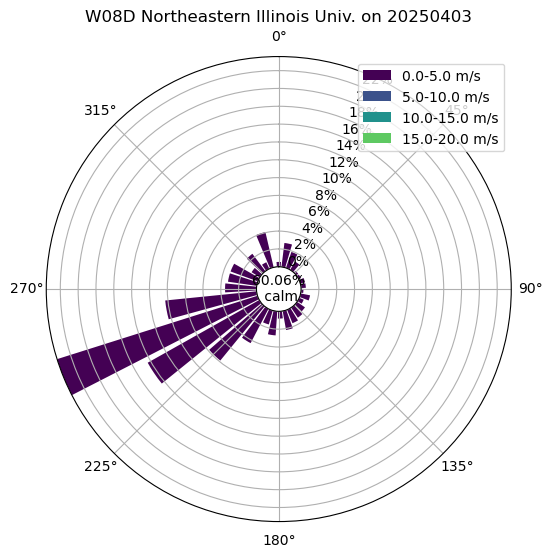 W08D Northeastern Illinois Univ. on 20250403
0°
0.0-5.0 m/s
5.0-10.0 m/s
10.0-15.0 m/s
15.0-20.0 m/s
315°
45°
18%
16%
14%
12%
10%
8%
6%
4%
2%
calm
270°
90°
225°
135°
180°